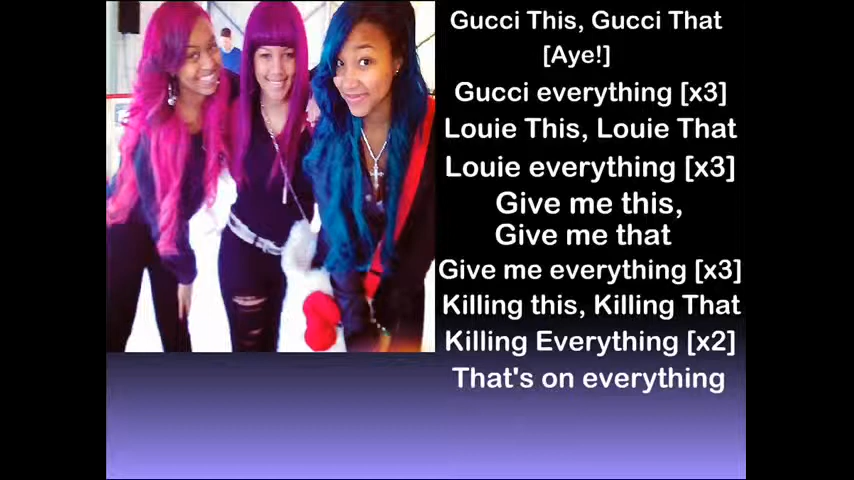 Gucci This, Gucci That
[Aye!]
Gucci everything [x3]
Louie This, Louie That
Louie everything [x3]
Give me this,
Give me that
Give me everything [x3]
Killing this, Killing That
Killing Everything [x2]
That's on everything